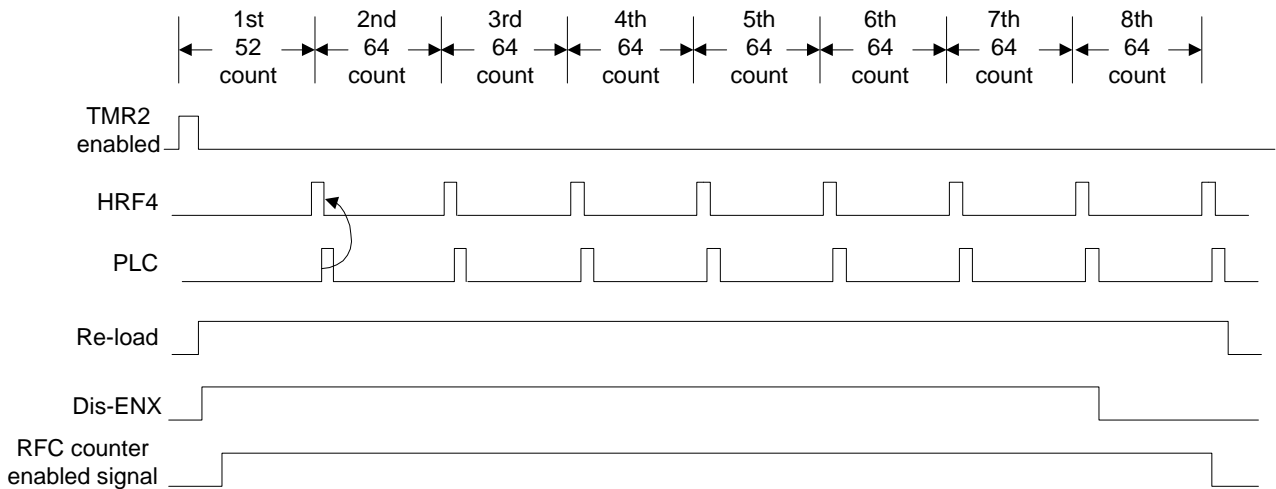 1st 2nd 3rd 4th 5th 6th 7th 8th
52 64 64 64 64 64 64 64
count count count count count count count count
TMR2
enabled
HRF4
PLC
Re-load
Dis-ENX
RFC counter
enabled signal